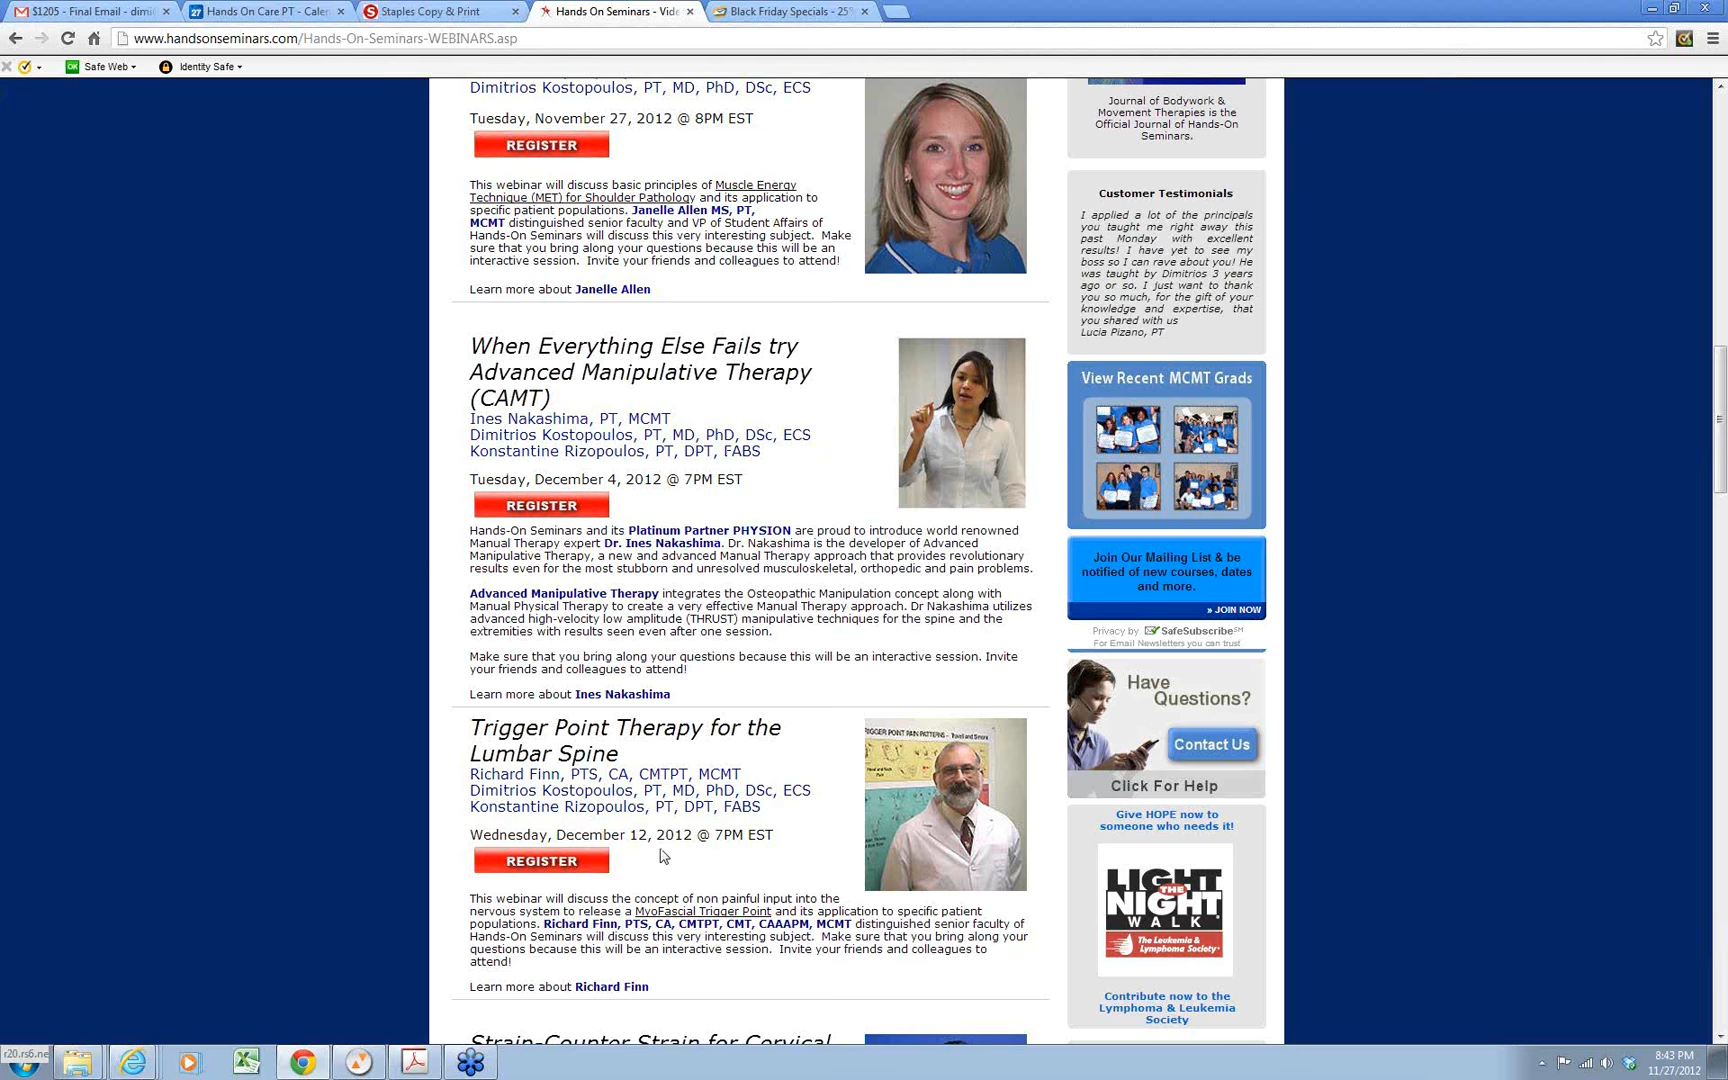 $1205 - Final Email - dimi
Hands On Care PT - Calen
Staples Copy & Print
Hands On Seminars - Vide
Black Friday Specials - 25%
www.handsonseminars.com/Hands-On-Seminars-WEBINARS.asp
Safe Web
Identity Safe
Dimitrios Kostopoulos, PT, MD, PhD, DSc, ECS
Tuesday, November 27, 2012 @ 8PM EST
REGISTER
This webinar will discuss basic principles of Muscle Energy
Technique (MET) for Shoulder Pathology and its application to
specific patient populations. Janelle Allen MS, PT,
MCMT distinguished senior faculty and VP of Student Affairs of
Hands-On Seminars will discuss this very interesting subject. Make
sure that you bring along your questions because this will be an
interactive session. Invite your friends and colleagues to attend!
Learn more about Janelle Allen
When Everything Else Fails try
Advanced Manipulative Therapy
(CAMT)
Ines Nakashima, PT, MCMT
Dimitrios Kostopoulos, PT, MD, PhD, DSc, ECS
Konstantine Rizopoulos, PT, DPT, FABS
Tuesday, December 4, 2012 @ 7PM EST
REGISTER
Hands-On Seminars and its Platinum Partner PHYSION are proud to introduce world renowned
Manual Therapy expert Dr. Ines Nakashima. Dr. Nakashima is the developer of Advanced
Manipulative Therapy, a new and advanced Manual Therapy approach that provides revolutionary
results even for the most stubborn and unresolved musculoskeletal, orthopedic and pain problems.
Advanced Manipulative Therapy integrates the Osteopathic Manipulation concept along with
Manual Physical Therapy to create a very effective Manual Therapy approach. Dr Nakashima utilizes
advanced high-velocity low amplitude (THRUST) manipulative techniques for the spine and the
extremities with results seen even after one session.
Make sure that you bring along your questions because this will be an interactive session. Invite
your friends and colleagues to attend!
Learn more about Ines Nakashima
Trigger Point Therapy for the
Lumbar Spine
Richard Finn, PTS, CA, CMTPT, MCMT
Dimitrios Kostopoulos, PT, MD, PhD, DSc, ECS
Konstantine Rizopoulos, PT, DPT, FABS
Wednesday, December 12, 2012 @ 7PM EST
REGISTER
This webinar will discuss the concept of non painful input into the
nervous system to release a MyoFascial Trigger Point and its application to specific patient
populations. Richard Finn, PTS, CA, CMTPT, CMT, CAAAPM, MCMT distinguished senior faculty of
Hands-On Seminars will discuss this very interesting subject. Make sure that you bring along your
questions because this will be an interactive session. Invite your friends and colleagues to
attend!
Learn more about Richard Finn
Strain-Counter Strain for Cervical
Journal of Bodywork &
Movement Therapies is the
Official Journal of Hands-On
Seminars.
Customer Testimonials
I applied a lot of the principals
you taught me right away this
past Monday with excellent
results! I have yet to see my
boss so I can rave about you! He
was taught by Dimitrios 3 years
ago or so. I just want to thank
you so much, for the gift of your
knowledge and expertise, that
you shared with us
Lucia Pizano, PT
View Recent MCMT Grads
Join Our Mailing List & be
notified of new courses, dates
and more.
» JOIN NOW
Privacy by SafeSubscribe℠
For Email Newsletters you can trust
Have
Questions?
Contact Us
Click For Help
Give HOPE now to
someone who needs it!
LIGHT
THE
NIGHT
WALK
The Leukemia &
Lymphoma Society
Contribute now to the
Lymphoma & Leukemia
Society
r20.rs6.ne
8:43 PM
11/27/2012